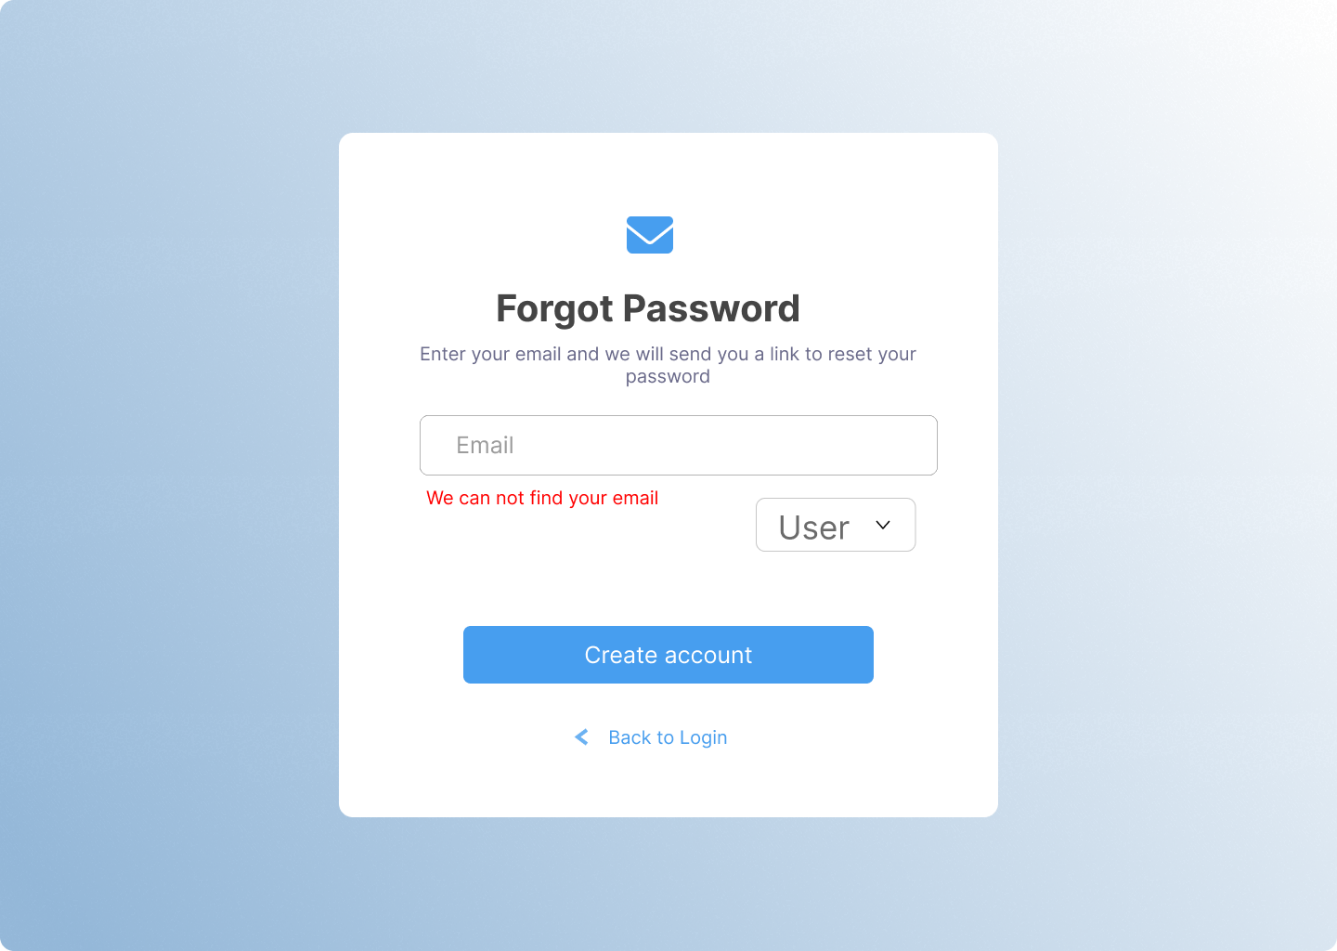 Forgot Password
Enter your email and we will send you a link to reset your
password
Email
We can not find your email
User
Create account
Back to Login